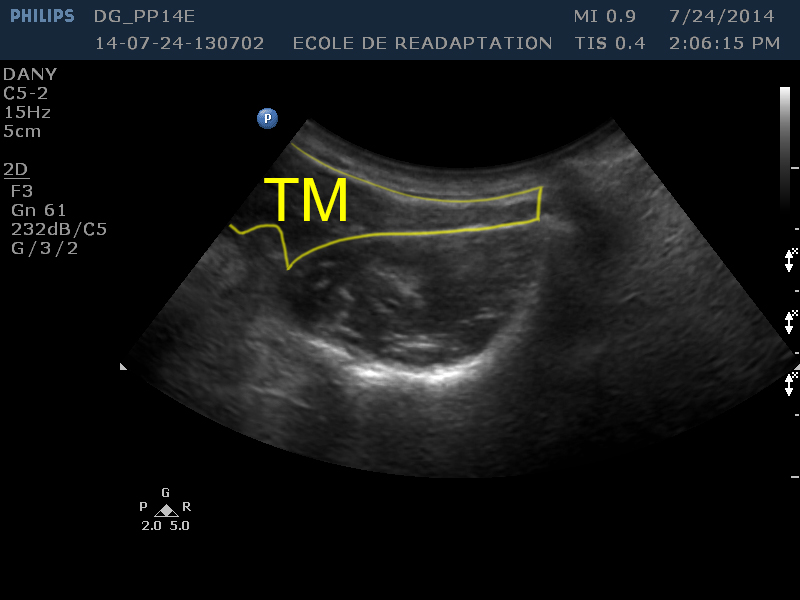 PHILIPS DG_PP14E MI 0.9 7/24/2014
14-07-24-130702 ECOLE DE READAPTATION TIS 0.4 2:06:15 PM
DANY
C5-2
15Hz
5cm
2D
F3
Gn 61
232dB/C5
G/3/2
P
TM
G
P R
2.0 5.0